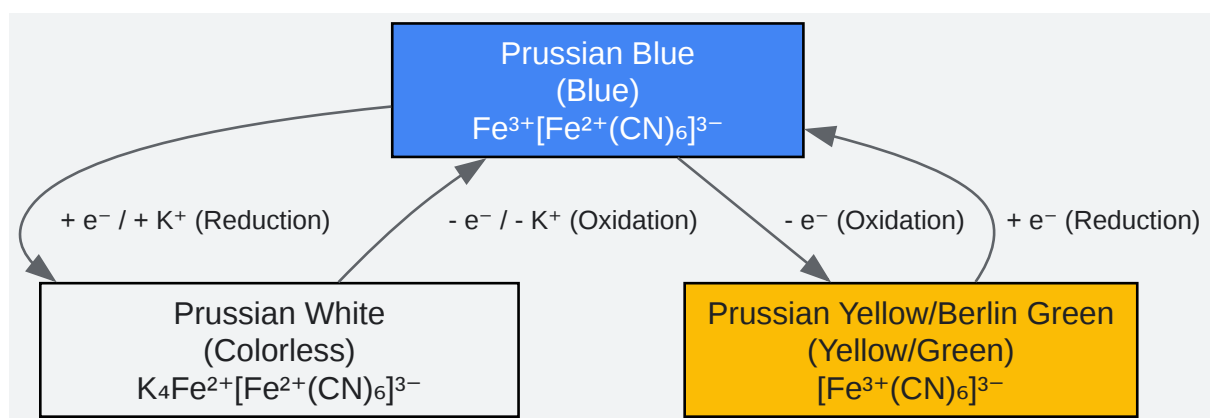 Prussian Blue
(Blue)
Fe³⁺[Fe²⁺(CN)₆]³⁻
+ e⁻ / + K⁺ (Reduction)
- e⁻ / - K⁺ (Oxidation)
- e⁻ (Oxidation)
+ e⁻ (Reduction)
Prussian White
(Colorless)
K₄Fe²⁺[Fe²⁺(CN)₆]³⁻
Prussian Yellow/Berlin Green
(Yellow/Green)
[Fe³⁺(CN)₆]³⁻